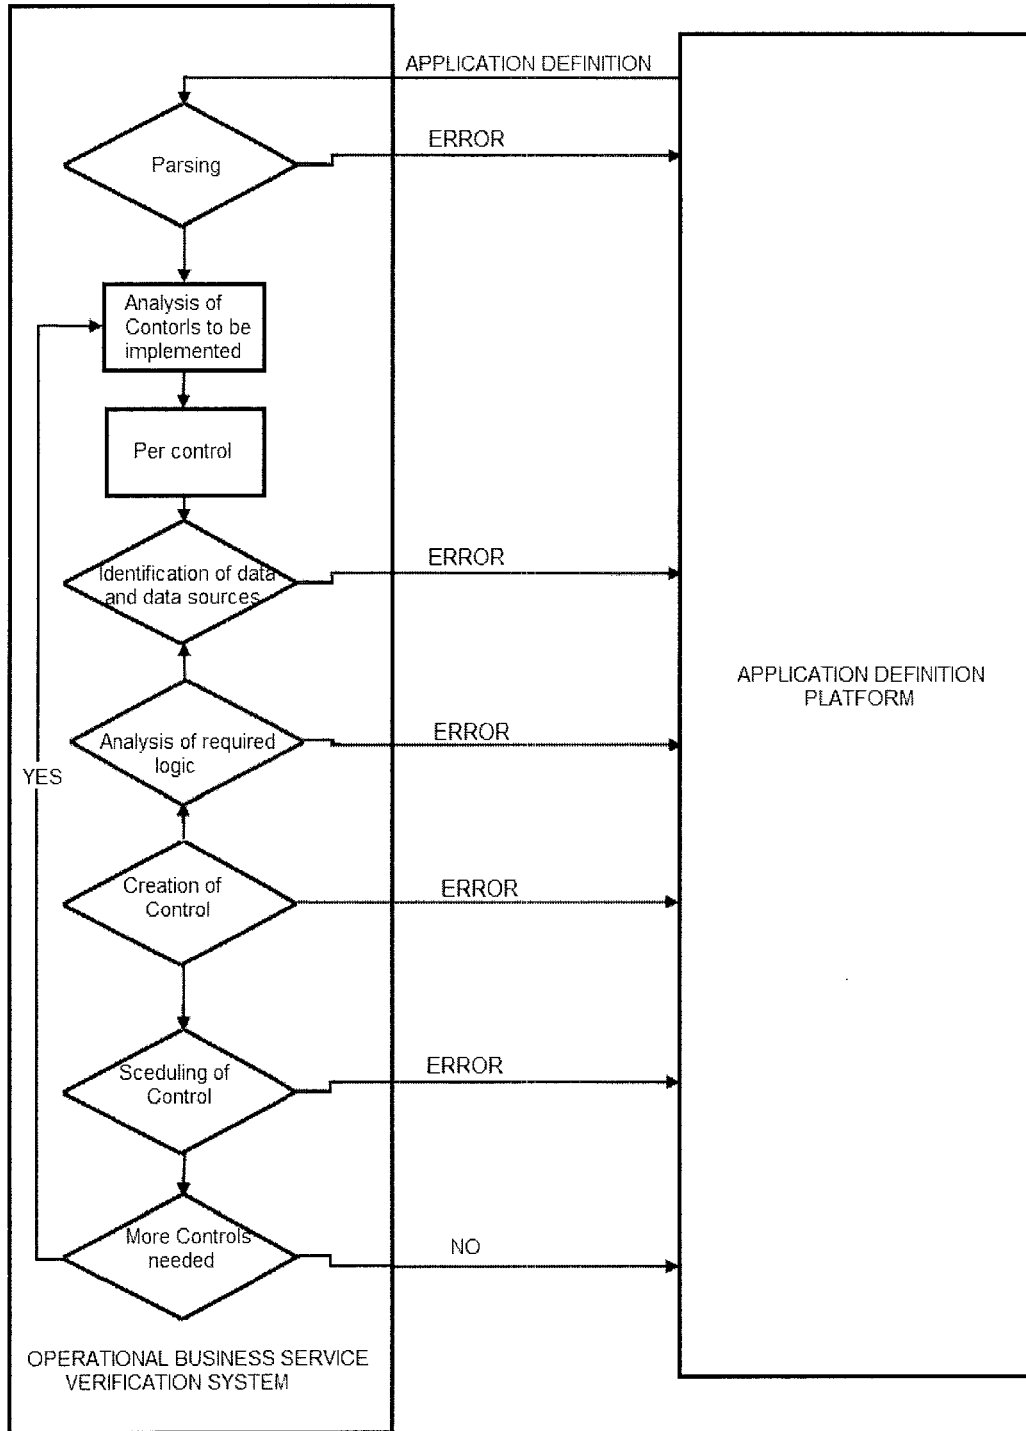 APPLICATION DEFINITION
ERROR
Parsing
Analysis of
Contorls to be
implemented
Per control
ERROR
Identification of data
and data sources
APPLICATION DEFINITION
PLATFORM
ERROR
Analysis of required
logic
YES
ERROR
Creation of
Control
ERROR
Sceduling of
Control
More Controls
needed
NO
OPERATIONAL BUSINESS SERVICE
VERIFICATION SYSTEM